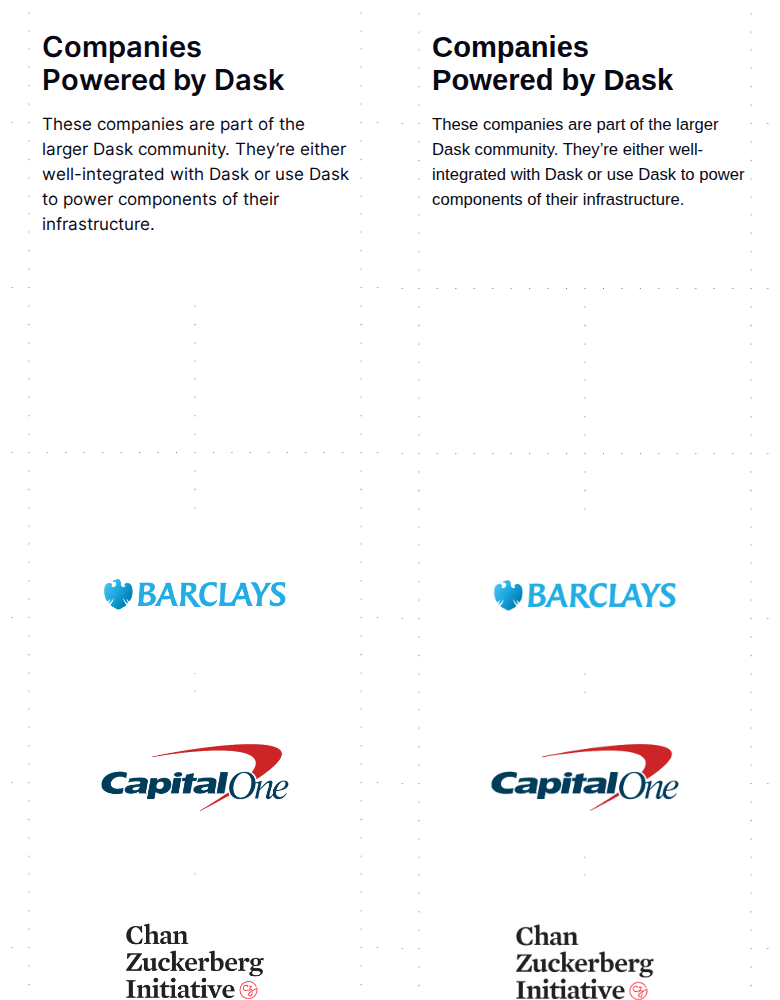 Companies
Powered by Dask
These companies are part of the
larger Dask community. They’re either
well-integrated with Dask or use Dask
to power components of their
infrastructure.
BARCLAYS
CapitalOne
Chan
Zuckerberg
Initiative
Companies
Powered by Dask
These companies are part of the larger
Dask community. They’re either well-
integrated with Dask or use Dask to power
components of their infrastructure.
BARCLAYS
CapitalOne
Chan
Zuckerberg
Initiative